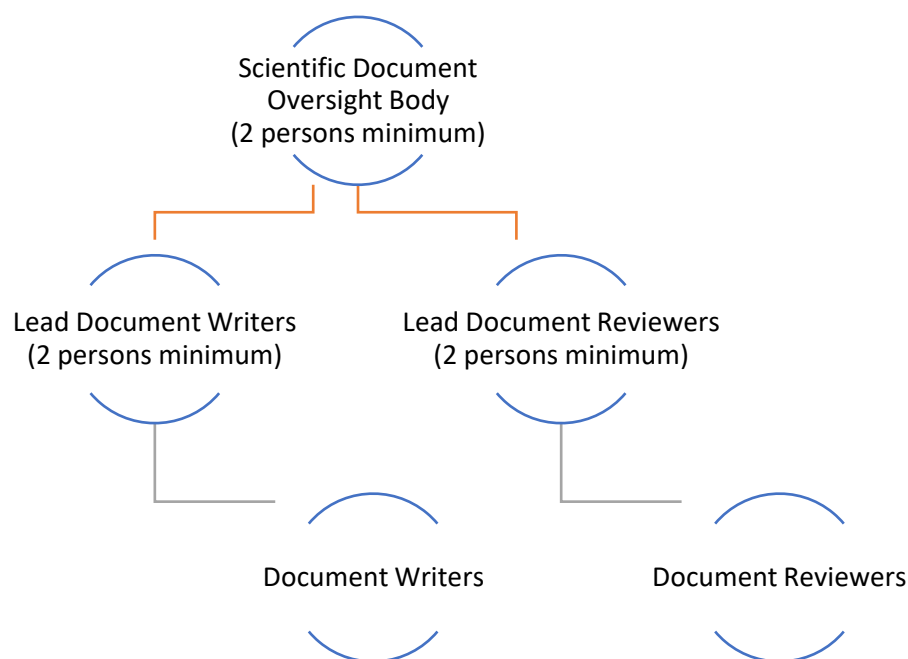 Scientific Document
Oversight Body
(2 persons minimum)
Lead Document Writers
(2 persons minimum)
Lead Document Reviewers
(2 persons minimum)
Document Writers
Document Reviewers